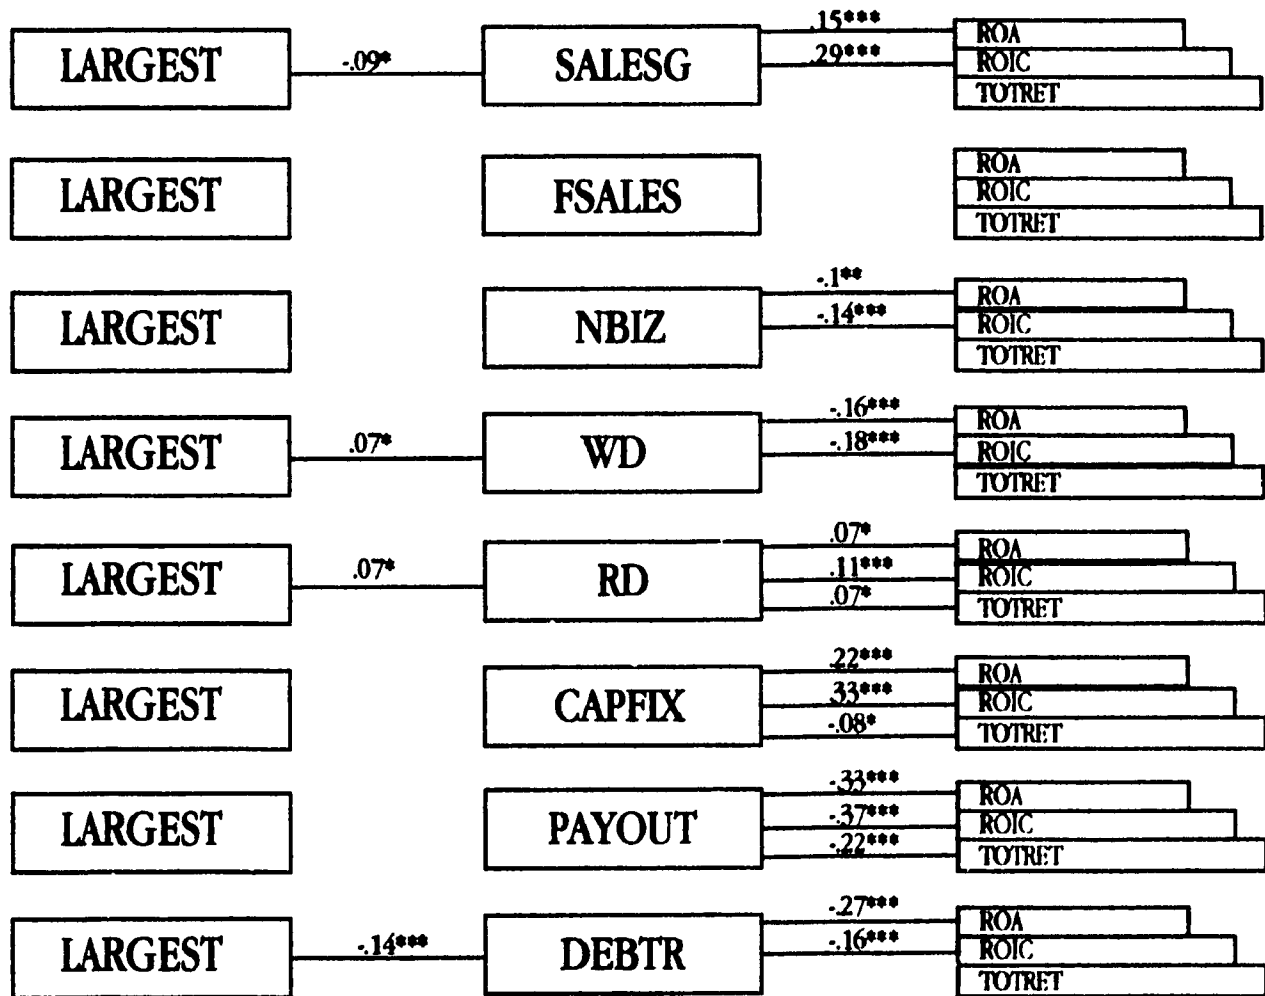 LARGEST -.09* SALESG .15*** ROA
.29*** ROIC
TOTRET
LARGEST FSALES ROA
ROIC
TOTRET
LARGEST NBIZ -.1** ROA
-.14*** ROIC
TOTRET
LARGEST .07* WD -.16*** ROA
-.18*** ROIC
TOTRET
LARGEST .07* RD .07* ROA
.11*** ROIC
.07* TOTRET
LARGEST CAPFIX .22*** ROA
.33*** ROIC
-.08* TOTRET
LARGEST PAYOUT -.33*** ROA
-.37*** ROIC
-.22*** TOTRET
LARGEST -.14*** DEBTR -.27*** ROA
-.16*** ROIC
TOTRET